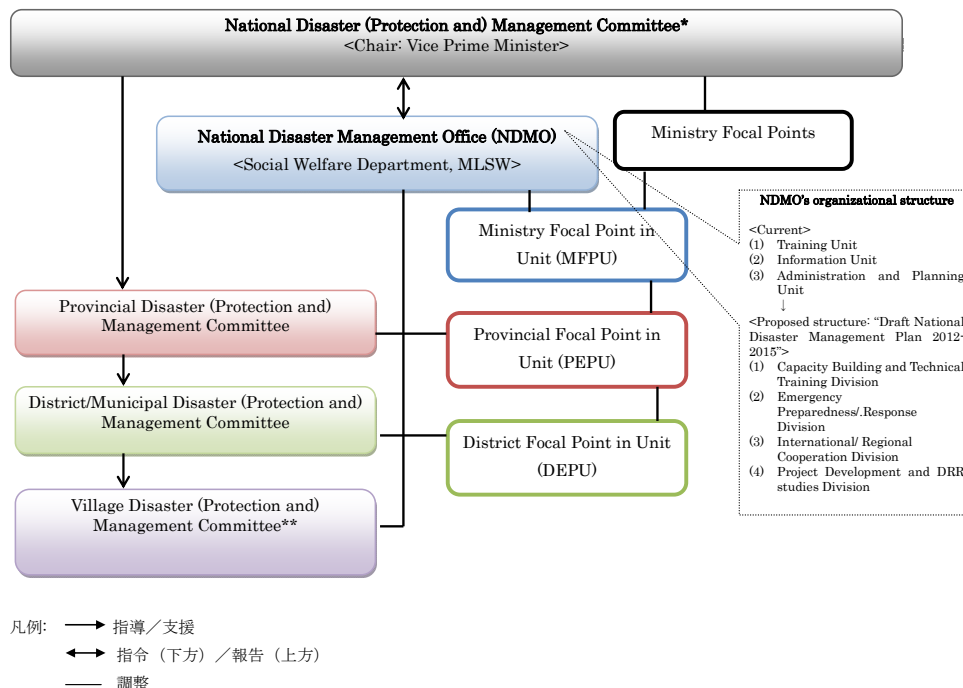 National Disaster (Protection and) Management Committee*
<Chair: Vice Prime Minister>
National Disaster Management Office (NDMO)
<Social Welfare Department, MLSW>
Ministry Focal Points
Ministry Focal Point in
Unit (MFPU)
Provincial Disaster (Protection and)
Management Committee
Provincial Focal Point in
Unit (PEPU)
District/Municipal Disaster (Protection and)
Management Committee
District Focal Point in Unit
(DEPU)
Village Disaster (Protection and)
Management Committee**
NDMO's organizational structure
<Current>
(1) Training Unit
(2) Information Unit
(3) Administration and Planning
Unit
↓
<Proposed structure: "Draft National
Disaster Management Plan 2012-
2015">
(1) Capacity Building and Technical
Training Division
(2) Emergency
Preparedness/.Response
Division
(3) International/ Regional
Cooperation Division
(4) Project Development and DRR
studies Division
凡例: 指導／支援
指令（下方）／報告（上方）
調整